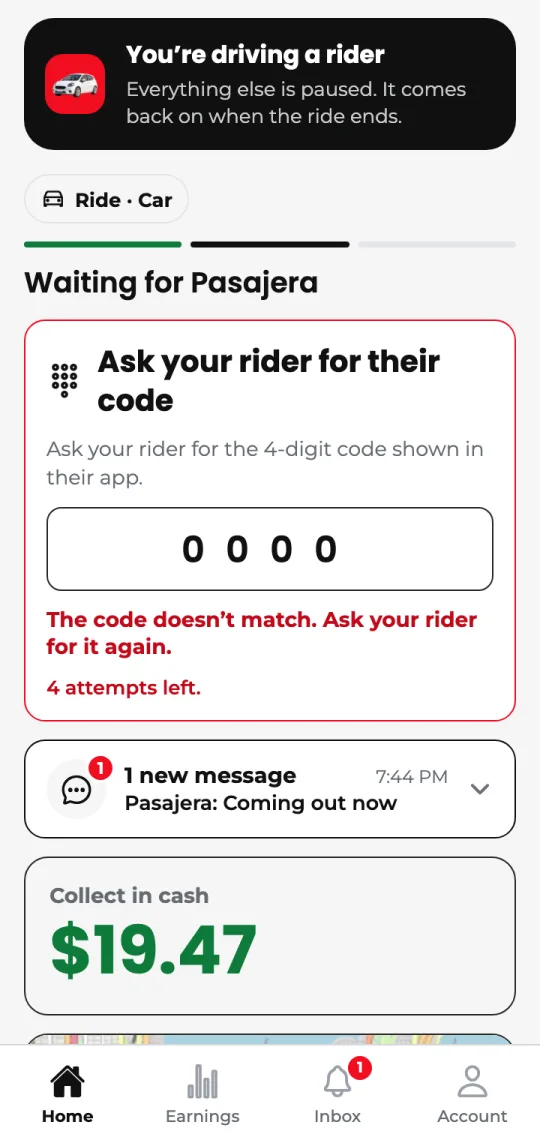 You're driving a rider
Everything else is paused. It comes
back on when the ride ends.
Ride · Car
Waiting for Pasajera
Ask your rider for their
code
Ask your rider for the 4-digit code shown in
their app.
0 0 0 0
The code doesn't match. Ask your rider
for it again.
4 attempts left.
1
1 new message
7:44 PM
Pasajera: Coming out now
Collect in cash
$19.47
1
Home
Earnings
Inbox
Account